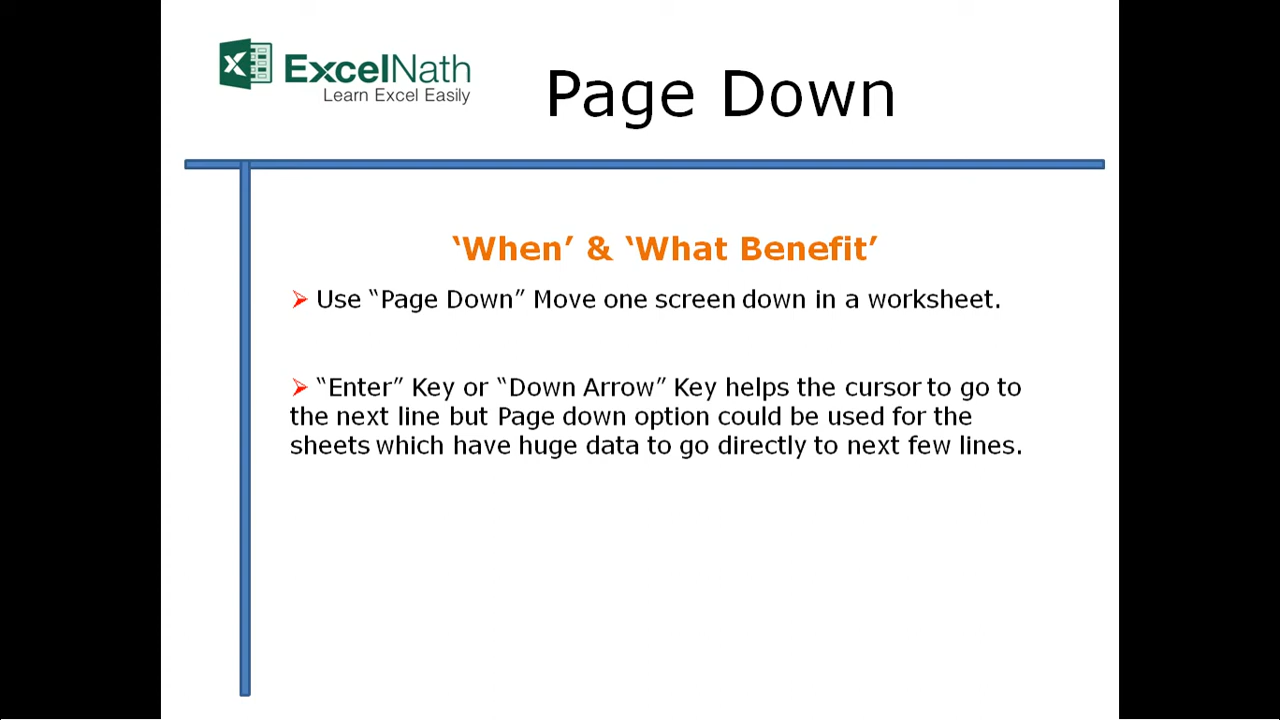 ExcelNath
Learn Excel Easily
Page Down
‘When’ & ‘What Benefit’
Use “Page Down” Move one screen down in a worksheet.
“Enter” Key or “Down Arrow” Key helps the cursor to go to
the next line but Page down option could be used for the
sheets which have huge data to go directly to next few lines.